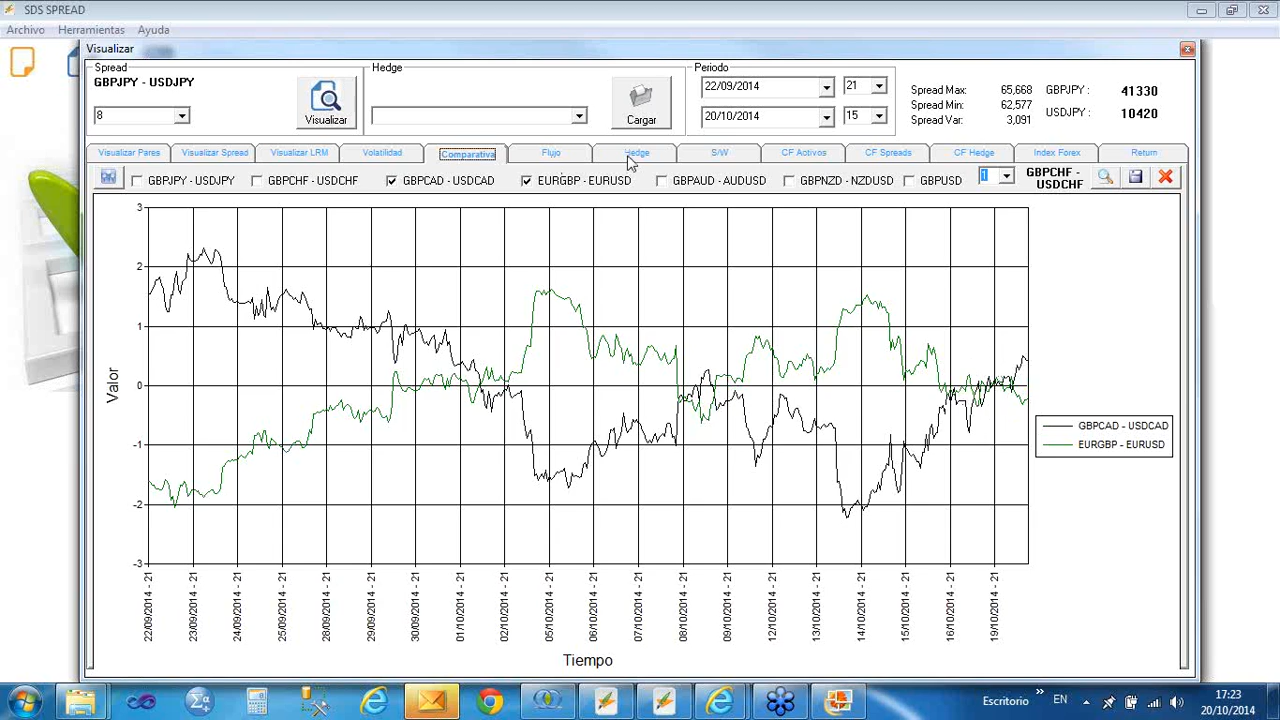 SDS SPREAD
Archivo Herramientas Ayuda
Visualizar
Spread
GBPJPY - USDJPY
8
Visualizar
Hedge
Cargar
Periodo
22/09/2014 21
20/10/2014 15
Spread Max: 65,668
Spread Min: 62,577
Spread Var: 3,091
GBPJPY : 41330
USDJPY : 10420
Visualizar Pares Visualizar Spread Visualizar LRM Volatilidad Comparativa Flujo Hedge S/W CF Activos CF Spreads CF Hedge Index Forex Return
GBPJPY - USDJPY GBPCHF - USDCHF GBPCAD - USDCAD EURGBP - EURUSD GBPAUD - AUDUSD GBPNZD - NZDUSD GBPUSD 1 GBPCHF -
USDCHF
3
2
1
0
-1
-2
-3
Valor
GBPCAD - USDCAD
EURGBP - EURUSD
22/09/2014 - 21
23/09/2014 - 21
24/09/2014 - 21
25/09/2014 - 21
28/09/2014 - 21
29/09/2014 - 21
30/09/2014 - 21
01/10/2014 - 21
02/10/2014 - 21
05/10/2014 - 21
06/10/2014 - 21
07/10/2014 - 21
08/10/2014 - 21
09/10/2014 - 21
12/10/2014 - 21
13/10/2014 - 21
14/10/2014 - 21
15/10/2014 - 21
16/10/2014 - 21
19/10/2014 - 21
Tiempo
Escritorio » EN 17:23
20/10/2014